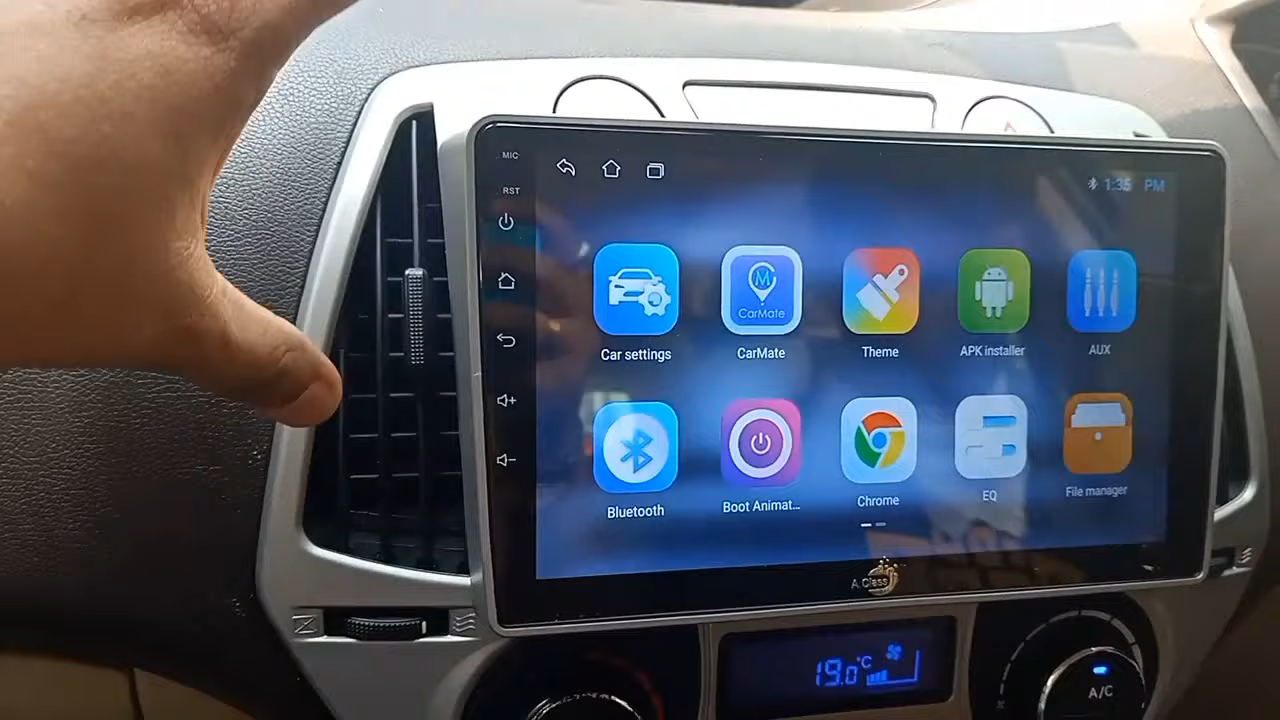 MIC
RST
1:35 PM
Car settings
M
CarMate
CarMate
Theme
APK installer
AUX
Bluetooth
Boot Animat...
Chrome
EQ
File manager
A.Class
19.0°C
A/C